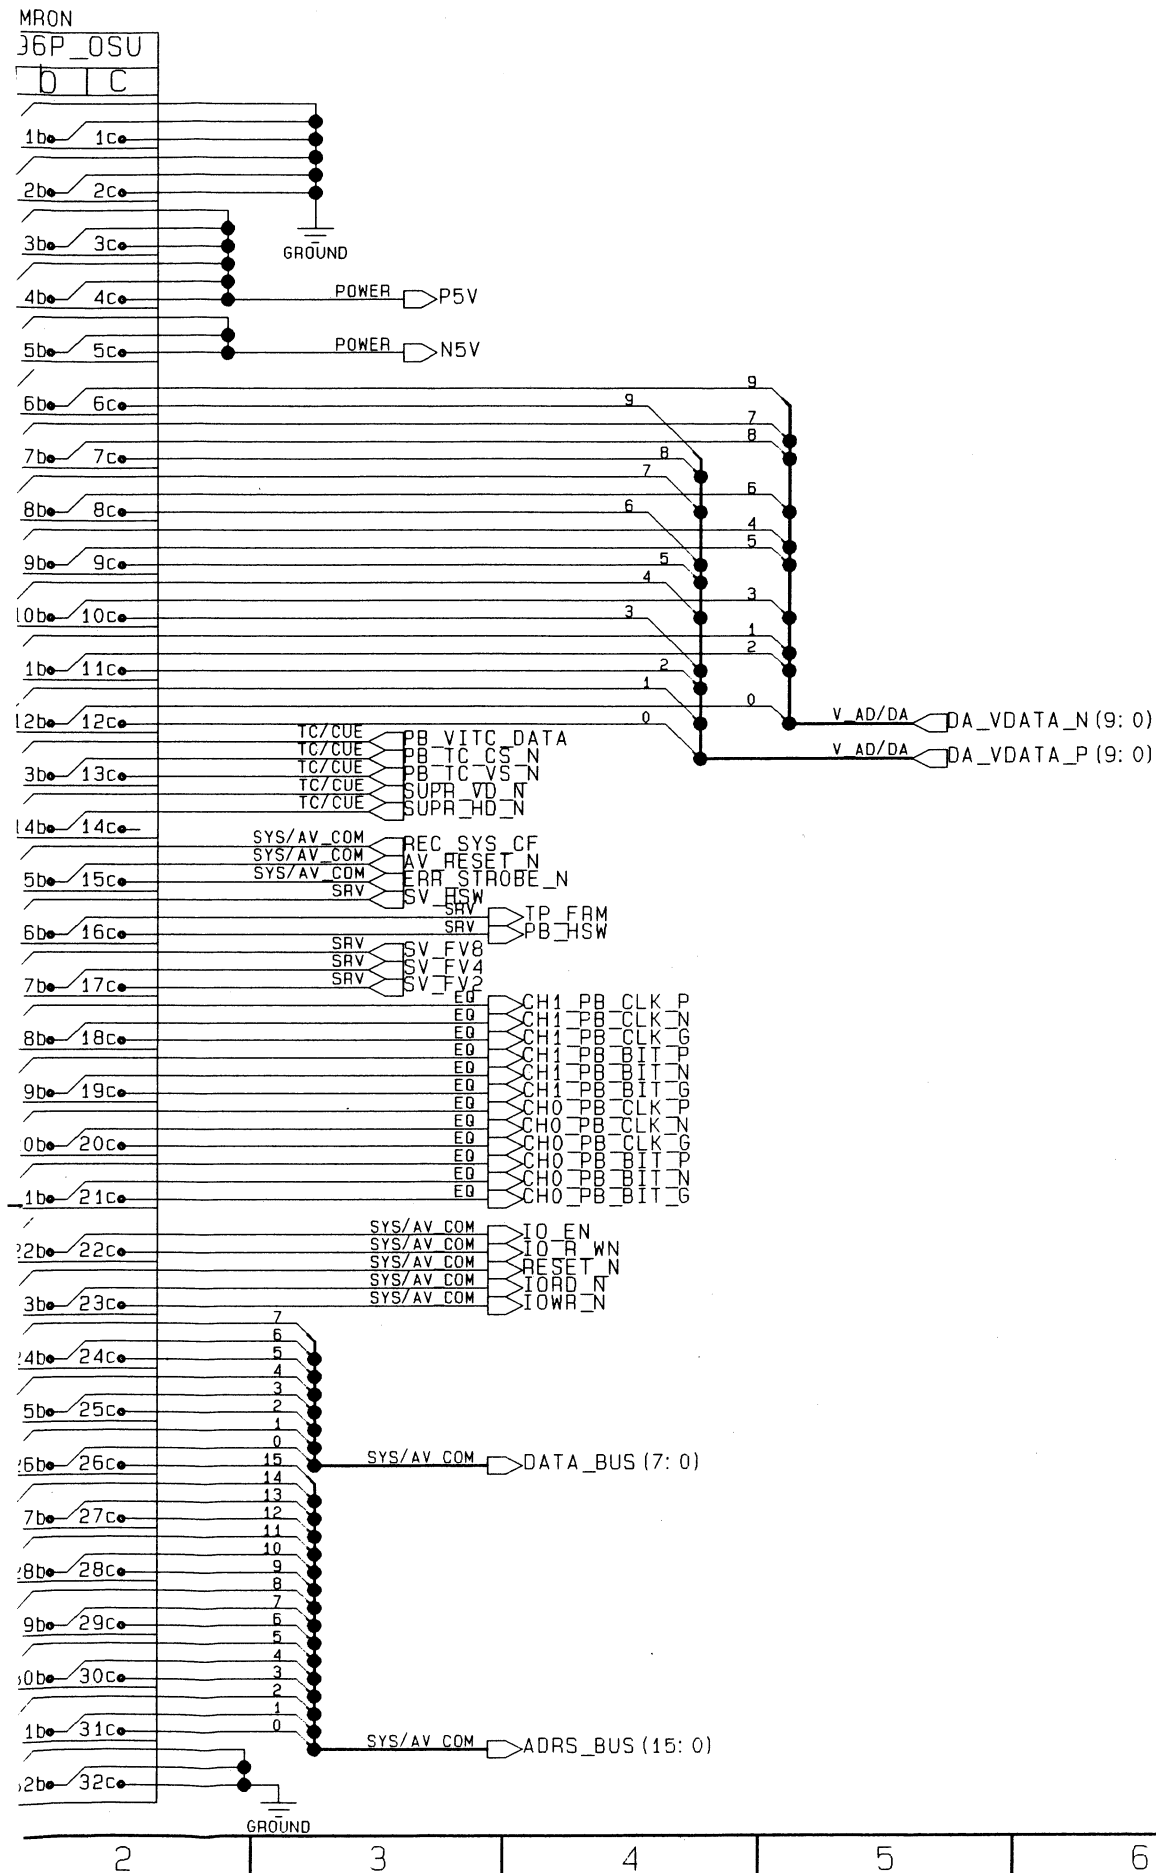 MRON
96P_OSU
b C
1b 1c
2b 2c
GROUND
3b 3c
4b 4c POWER P5V
5b 5c POWER N5V
9
6b 6c 9
7
8
7b 7c 8
7
6
8b 8c 6
4
5
9b 9c 5
4
3
10b 10c 3
1
2
1b 11c 2
1
0
12b 12c 0 V_AD/DA DA_VDATA_N(9:0)
TC/CUE PB_VITC_DATA
TC/CUE PB_TC_CS_N
V_AD/DA DA_VDATA_P(9:0)
3b 13c TC/CUE PB_TC_VS_N
TC/CUE SUPR_VD_N
TC/CUE SUPR_HD_N
14b 14c
SYS/AV_COM REC_SYS_CF
SYS/AV_COM AV_RESET_N
5b 15c SYS/AV_COM ERR_STROBE_N
SRV SV_HSW
SRV TP_FRM
6b 16c SRV PB_HSW
SRV SV_FV8
SRV SV_FV4
7b 17c SRV SV_FV2
EQ CH1_PB_CLK_P
EQ CH1_PB_CLK_N
8b 18c EQ CH1_PB_CLK_G
EQ CH1_PB_BIT_P
EQ CH1_PB_BIT_N
9b 19c EQ CH1_PB_BIT_G
EQ CH0_PB_CLK_P
EQ CH0_PB_CLK_N
0b 20c EQ CH0_PB_CLK_G
EQ CH0_PB_BIT_P
EQ CH0_PB_BIT_N
1b 21c EQ CH0_PB_BIT_G
SYS/AV_COM IO_EN
22b 22c SYS/AV_COM IO_R_WN
SYS/AV_COM RESET_N
SYS/AV_COM IORD_N
3b 23c SYS/AV_COM IOWR_N
7
6
24b 24c 5
4
3
5b 25c 2
1
0
SYS/AV_COM DATA_BUS(7:0)
26b 26c 15
14
13
7b 27c 12
11
10
28b 28c 9
8
7
9b 29c 6
5
4
30b 30c 3
2
1
1b 31c 0
SYS/AV_COM ADRS_BUS(15:0)
32b 32c
GROUND
2 3 4 5 6